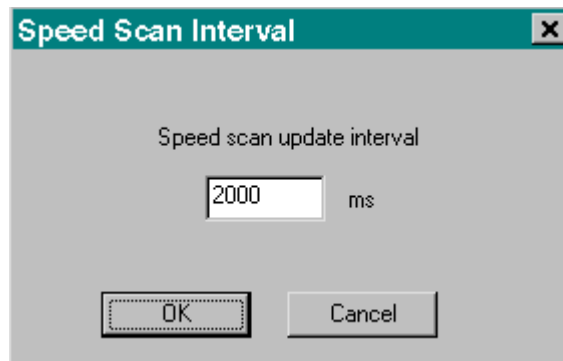 Speed Scan Interval
Speed scan update interval
2000 ms
OK Cancel